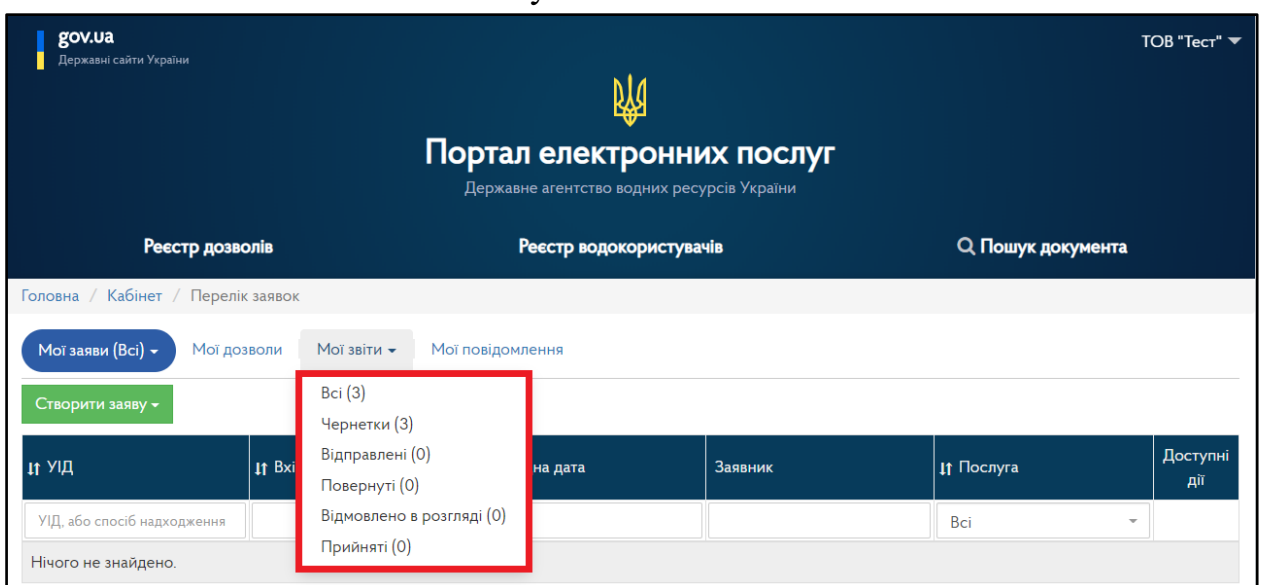 gov.ua
Державні сайти України
ТОВ "Тест"
Портал електронних послуг
Державне агентство водних ресурсів України
Реєстр дозволів
Реєстр водокористувачів
Пошук документа
Головна / Кабінет / Перелік заявок
Мої заяви (Всі)
Мої дозволи
Мої звіти
Мої повідомлення
Створити заяву
Всі (3)
Чернетки (3)
Відправлені (0)
Повернуті (0)
Відмовлено в розгляді (0)
Прийняті (0)
УІД
Вхі
на дата
Заявник
Послуга
Доступні
дії
УІД, або спосіб надходження
Всі
Нічого не знайдено.